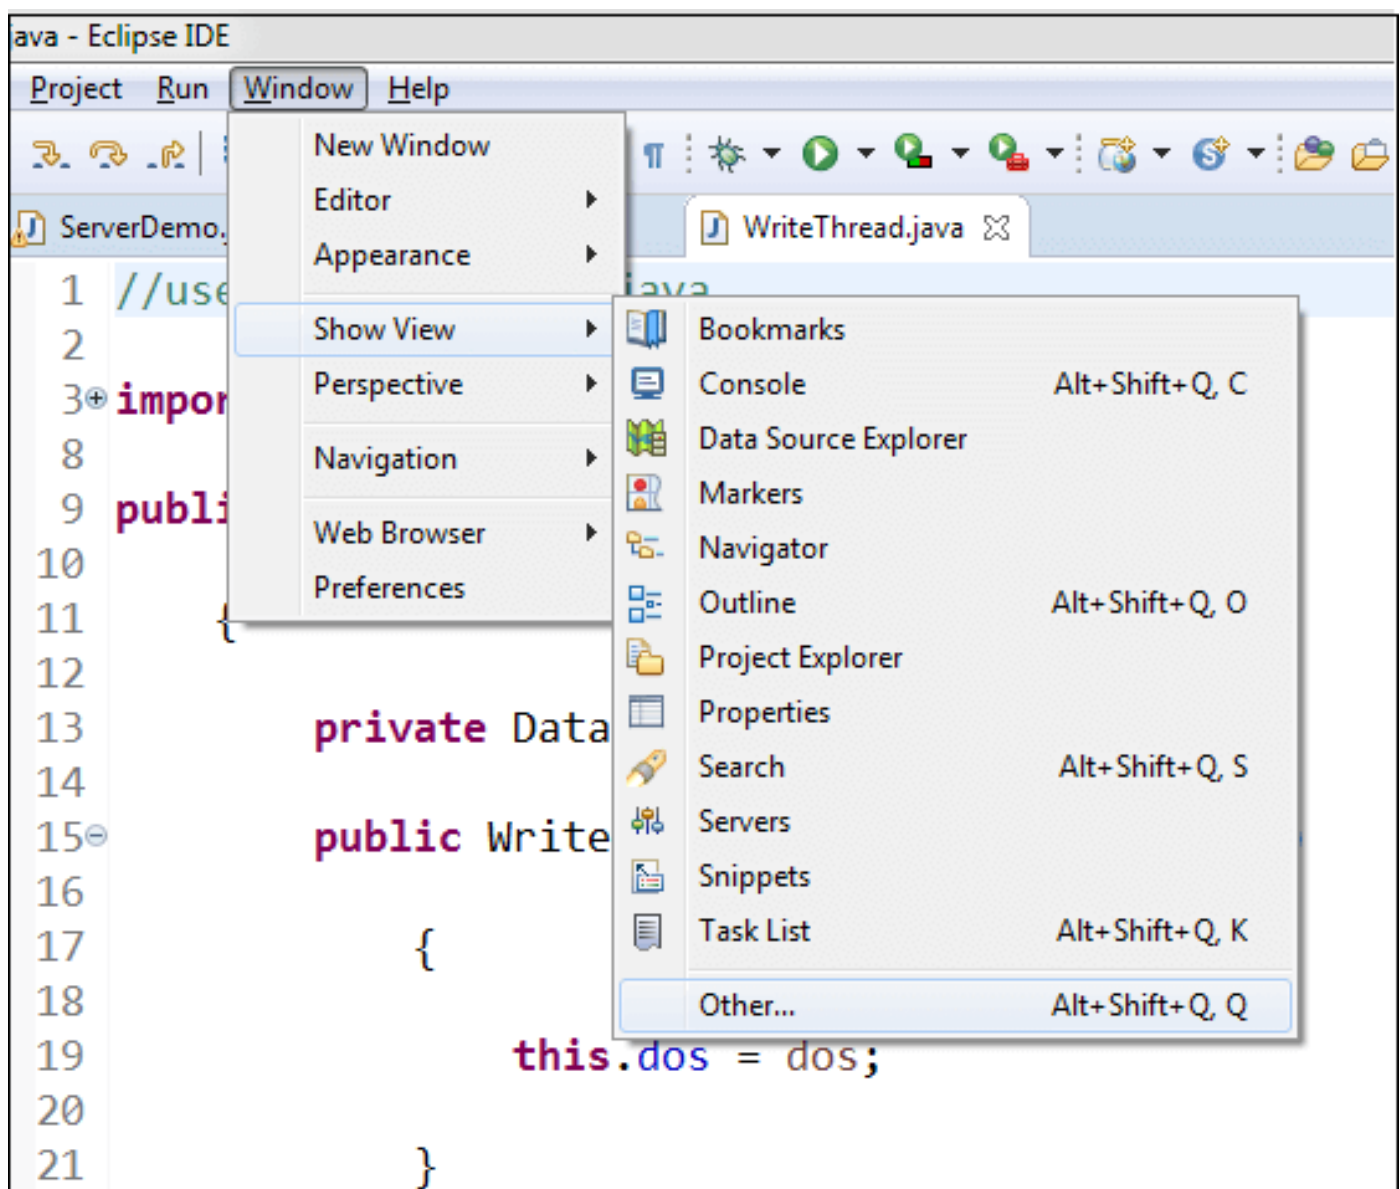 ava - Eclipse IDE
Project Run Window Help
New Window
Editor
Appearance
Show View
Perspective
Navigation
Web Browser
Preferences
ServerDemo.
WriteThread.java
Bookmarks
Console Alt+Shift+Q, C
Data Source Explorer
Markers
Navigator
Outline Alt+Shift+Q, O
Project Explorer
Properties
Search Alt+Shift+Q, S
Servers
Snippets
Task List Alt+Shift+Q, K
Other... Alt+Shift+Q, Q
1 //use java
2
3 impor
8
9 publi
10
11 {
12
13 private Data
14
15 public Write
16
17 {
18
19 this.dos = dos;
20
21 }